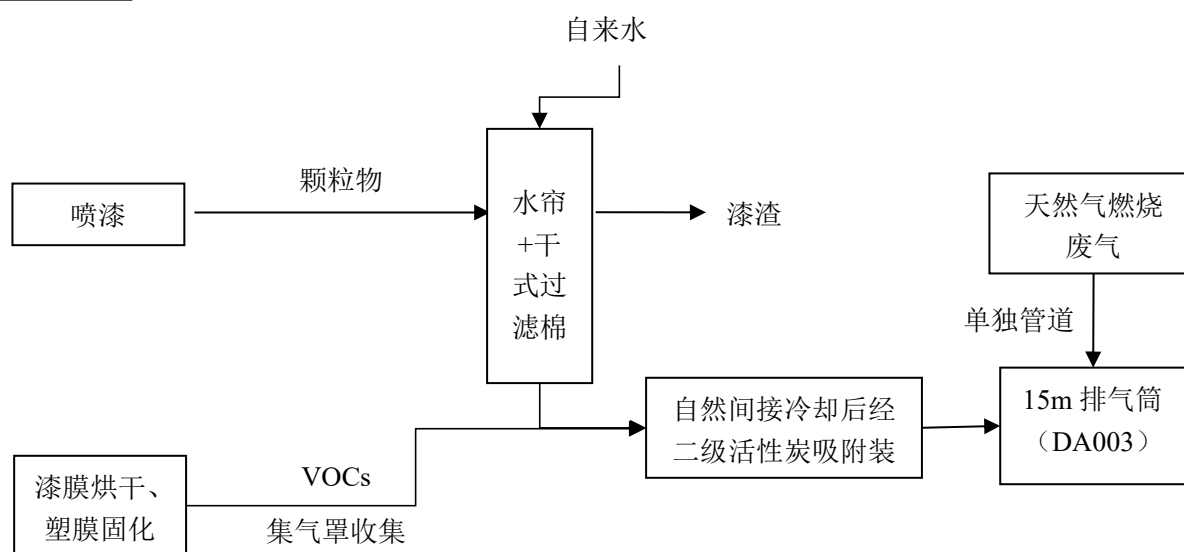 自来水
颗粒物
喷漆
水帘
+干
式过
滤棉
漆渣
天然气燃烧
废气
单独管道
自然间接冷却后经
二级活性炭吸附装
15m 排气筒
（DA003）
漆膜烘干、
塑膜固化
VOCs
集气罩收集